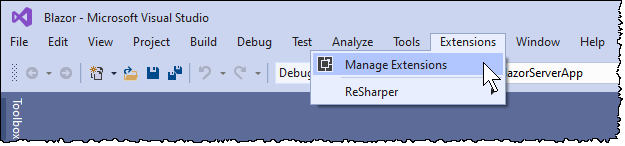 Blazor - Microsoft Visual Studio
File Edit View Project Build Debug Test Analyze Tools Extensions Window Help
Manage Extensions
Debug
ReSharper
Toolbox